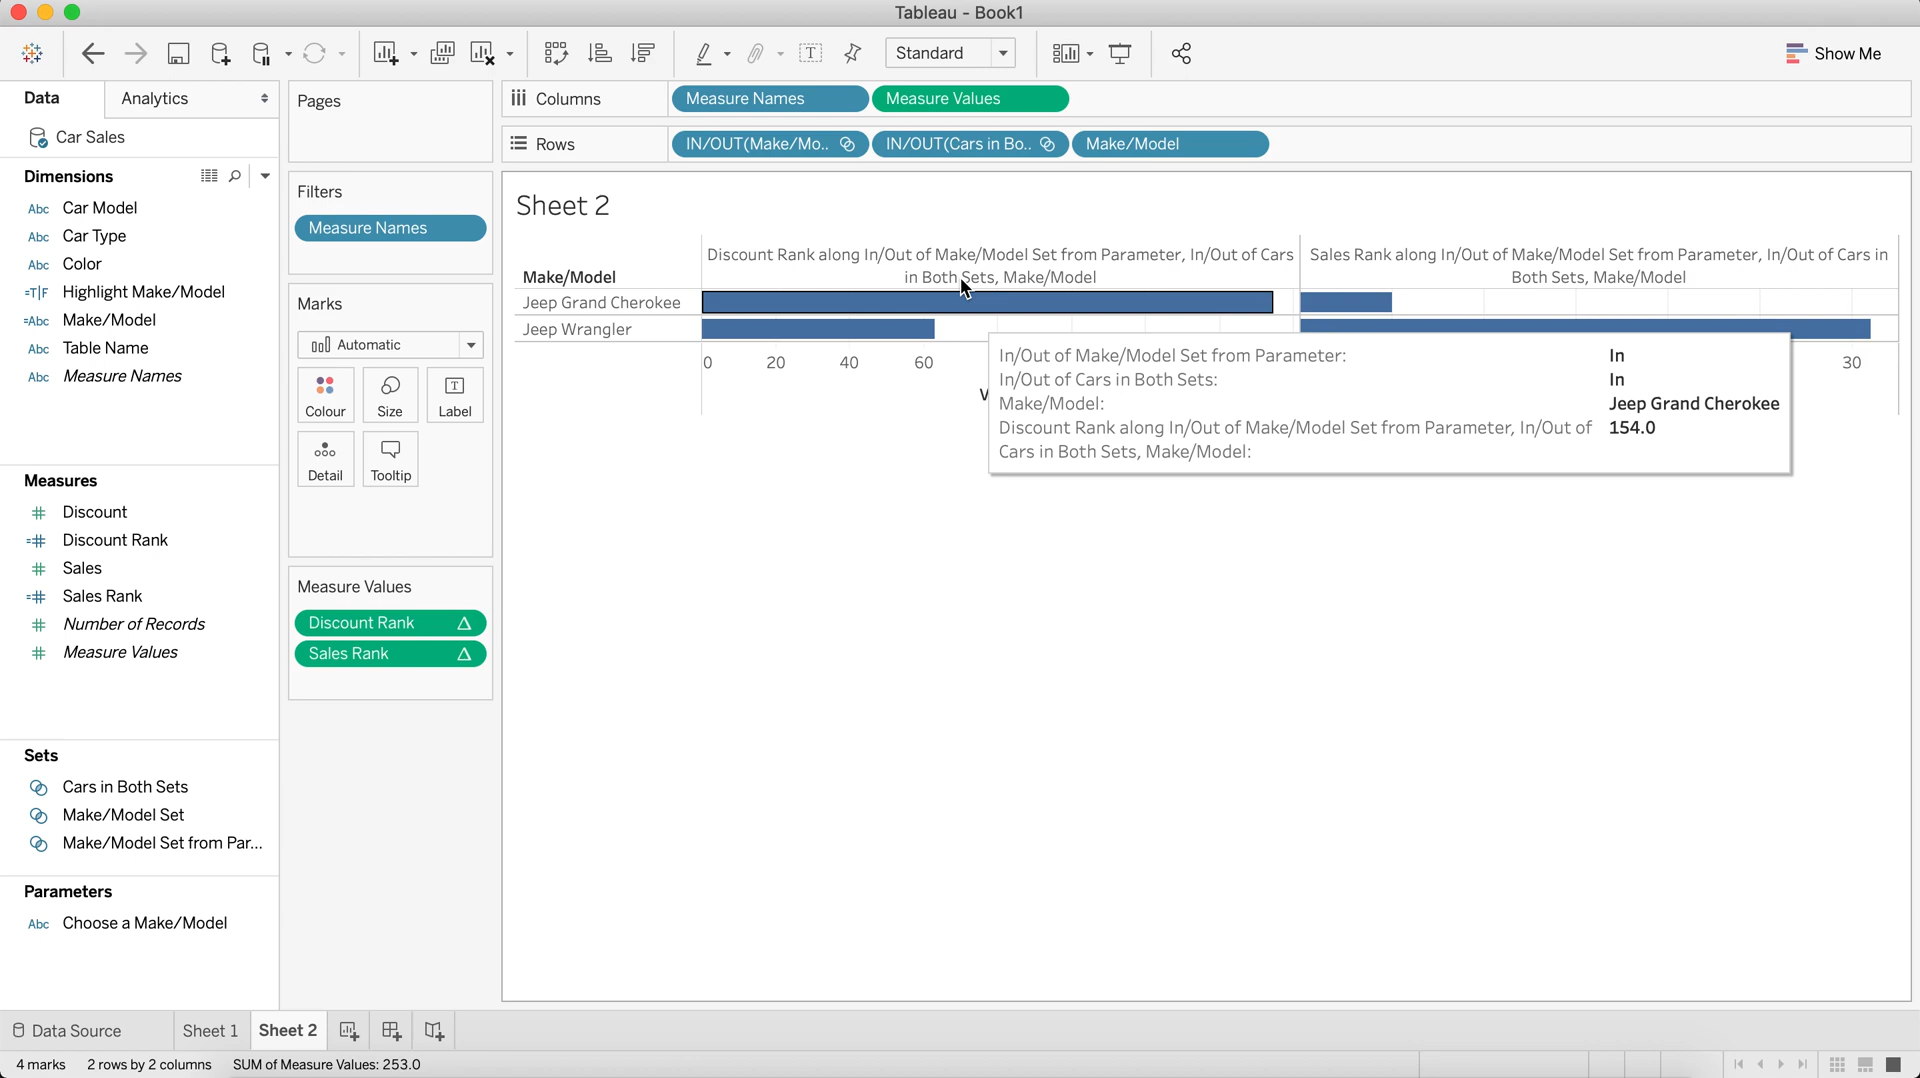 Tableau - Book1
Standard
Show Me
Data
Analytics
Pages
Columns
Measure Names
Measure Values
Car Sales
Rows
IN/OUT(Make/Mo..
IN/OUT(Cars in Bo..
Make/Model
Dimensions
Abc Car Model
Abc Car Type
Abc Color
=T|F Highlight Make/Model
=Abc Make/Model
Abc Table Name
Abc Measure Names
Filters
Measure Names
Marks
Automatic
Colour
Size
Label
Detail
Tooltip
Sheet 2
Make/Model
Discount Rank along In/Out of Make/Model Set from Parameter, In/Out of Cars
in Both Sets, Make/Model
Sales Rank along In/Out of Make/Model Set from Parameter, In/Out of Cars in
Both Sets, Make/Model
Jeep Grand Cherokee
Jeep Wrangler
0
20
40
60
30
In/Out of Make/Model Set from Parameter: In
In/Out of Cars in Both Sets: In
Make/Model: Jeep Grand Cherokee
Discount Rank along In/Out of Make/Model Set from Parameter, In/Out of 154.0
Cars in Both Sets, Make/Model:
Measures
Discount
Discount Rank
Sales
Sales Rank
Number of Records
Measure Values
Measure Values
Discount Rank
Sales Rank
Sets
Cars in Both Sets
Make/Model Set
Make/Model Set from Par...
Parameters
Abc Choose a Make/Model
Data Source
Sheet 1
Sheet 2
4 marks
2 rows by 2 columns
SUM of Measure Values: 253.0